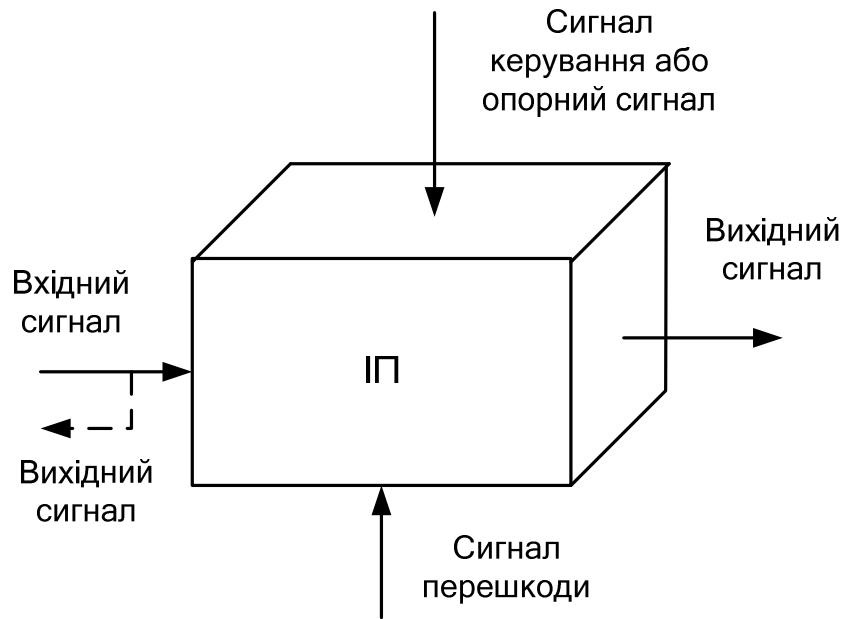 Сигнал
керування або
опорний сигнал
Вихідний
сигнал
Вхідний
сигнал
ІП
Вихідний
сигнал
Сигнал
перешкоди